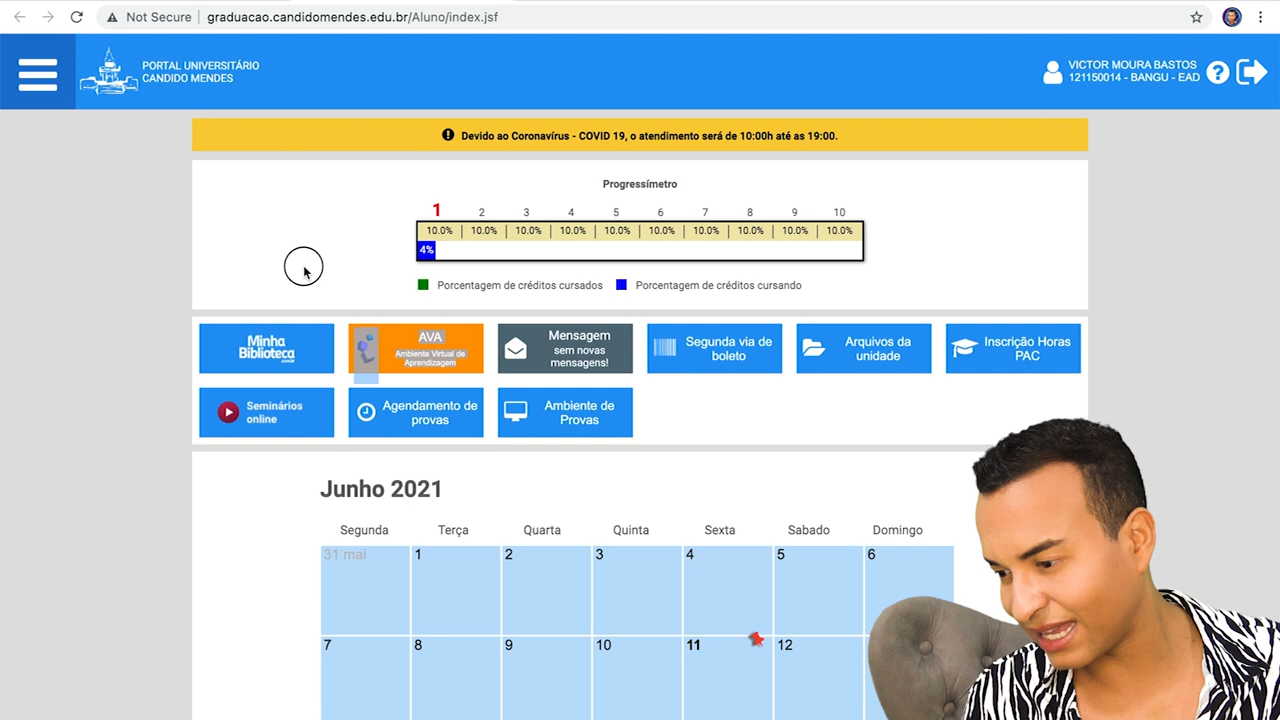 Not Secure | graduacao.candidomendes.edu.br/Aluno/index.jsf
PORTAL UNIVERSITÁRIO
CANDIDO MENDES
VICTOR MOURA BASTOS
121150014 - BANGU - EAD
?
Devido ao Coronavírus - COVID 19, o atendimento será de 10:00h até as 19:00.
Progressímetro
1 2 3 4 5 6 7 8 9 10
10.0% | 10.0% | 10.0% | 10.0% | 10.0% | 10.0% | 10.0% | 10.0% | 10.0% | 10.0%
4%
Porcentagem de créditos cursados Porcentagem de créditos cursando
Minha
Biblioteca
AVA
Ambiente Virtual de
Aprendizagem
Mensagem
sem novas
mensagens!
Segunda via de
boleto
Arquivos da
unidade
Inscrição Horas
PAC
Seminários
online
Agendamento de
provas
Ambiente de
Provas
Junho 2021
Segunda Terça Quarta Quinta Sexta Sabado Domingo
31 mai 1 2 3 4 5 6
7 8 9 10 11 12